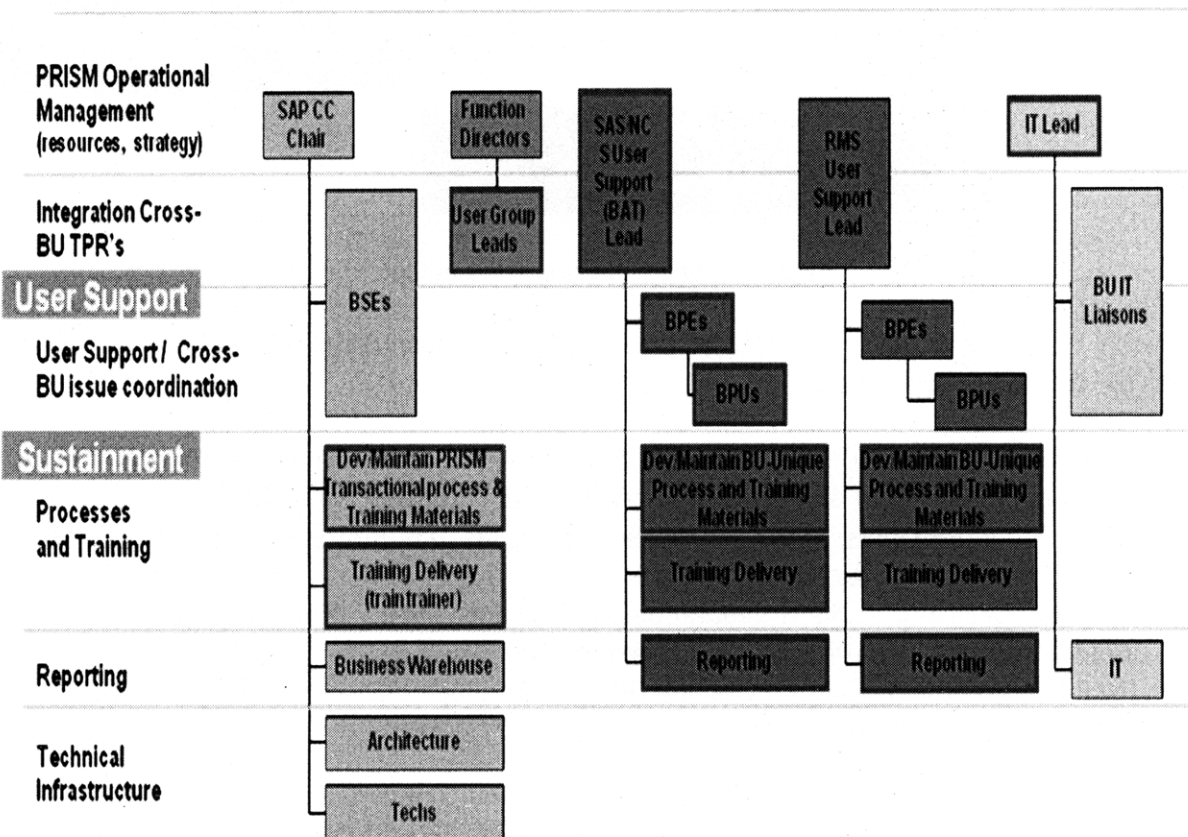 PRISM Operational
Management
(resources, strategy)
SAP CC
Chair
Function
Directors
SAS NC
S User
Support
(BAT)
Lead
RMS
User
Support
Lead
IT Lead
Integration Cross-
BU TPR's
User Group
Leads
User Support
BSEs
BPEs
BPEs
BU IT
Liaisons
User Support / Cross-
BU issue coordination
BPUs
BPUs
Sustainment
Dev/Maintain PRISM
Transactional process &
Training Materials
Dev/Maintain BU-Unique
Process and Training
Materials
Dev/Maintain BU-Unique
Process and Training
Materials
Processes
and Training
Training Delivery
(train trainer)
Training Delivery
Training Delivery
Reporting
Business Warehouse
Reporting
Reporting
IT
Technical
Infrastructure
Architecture
Techs